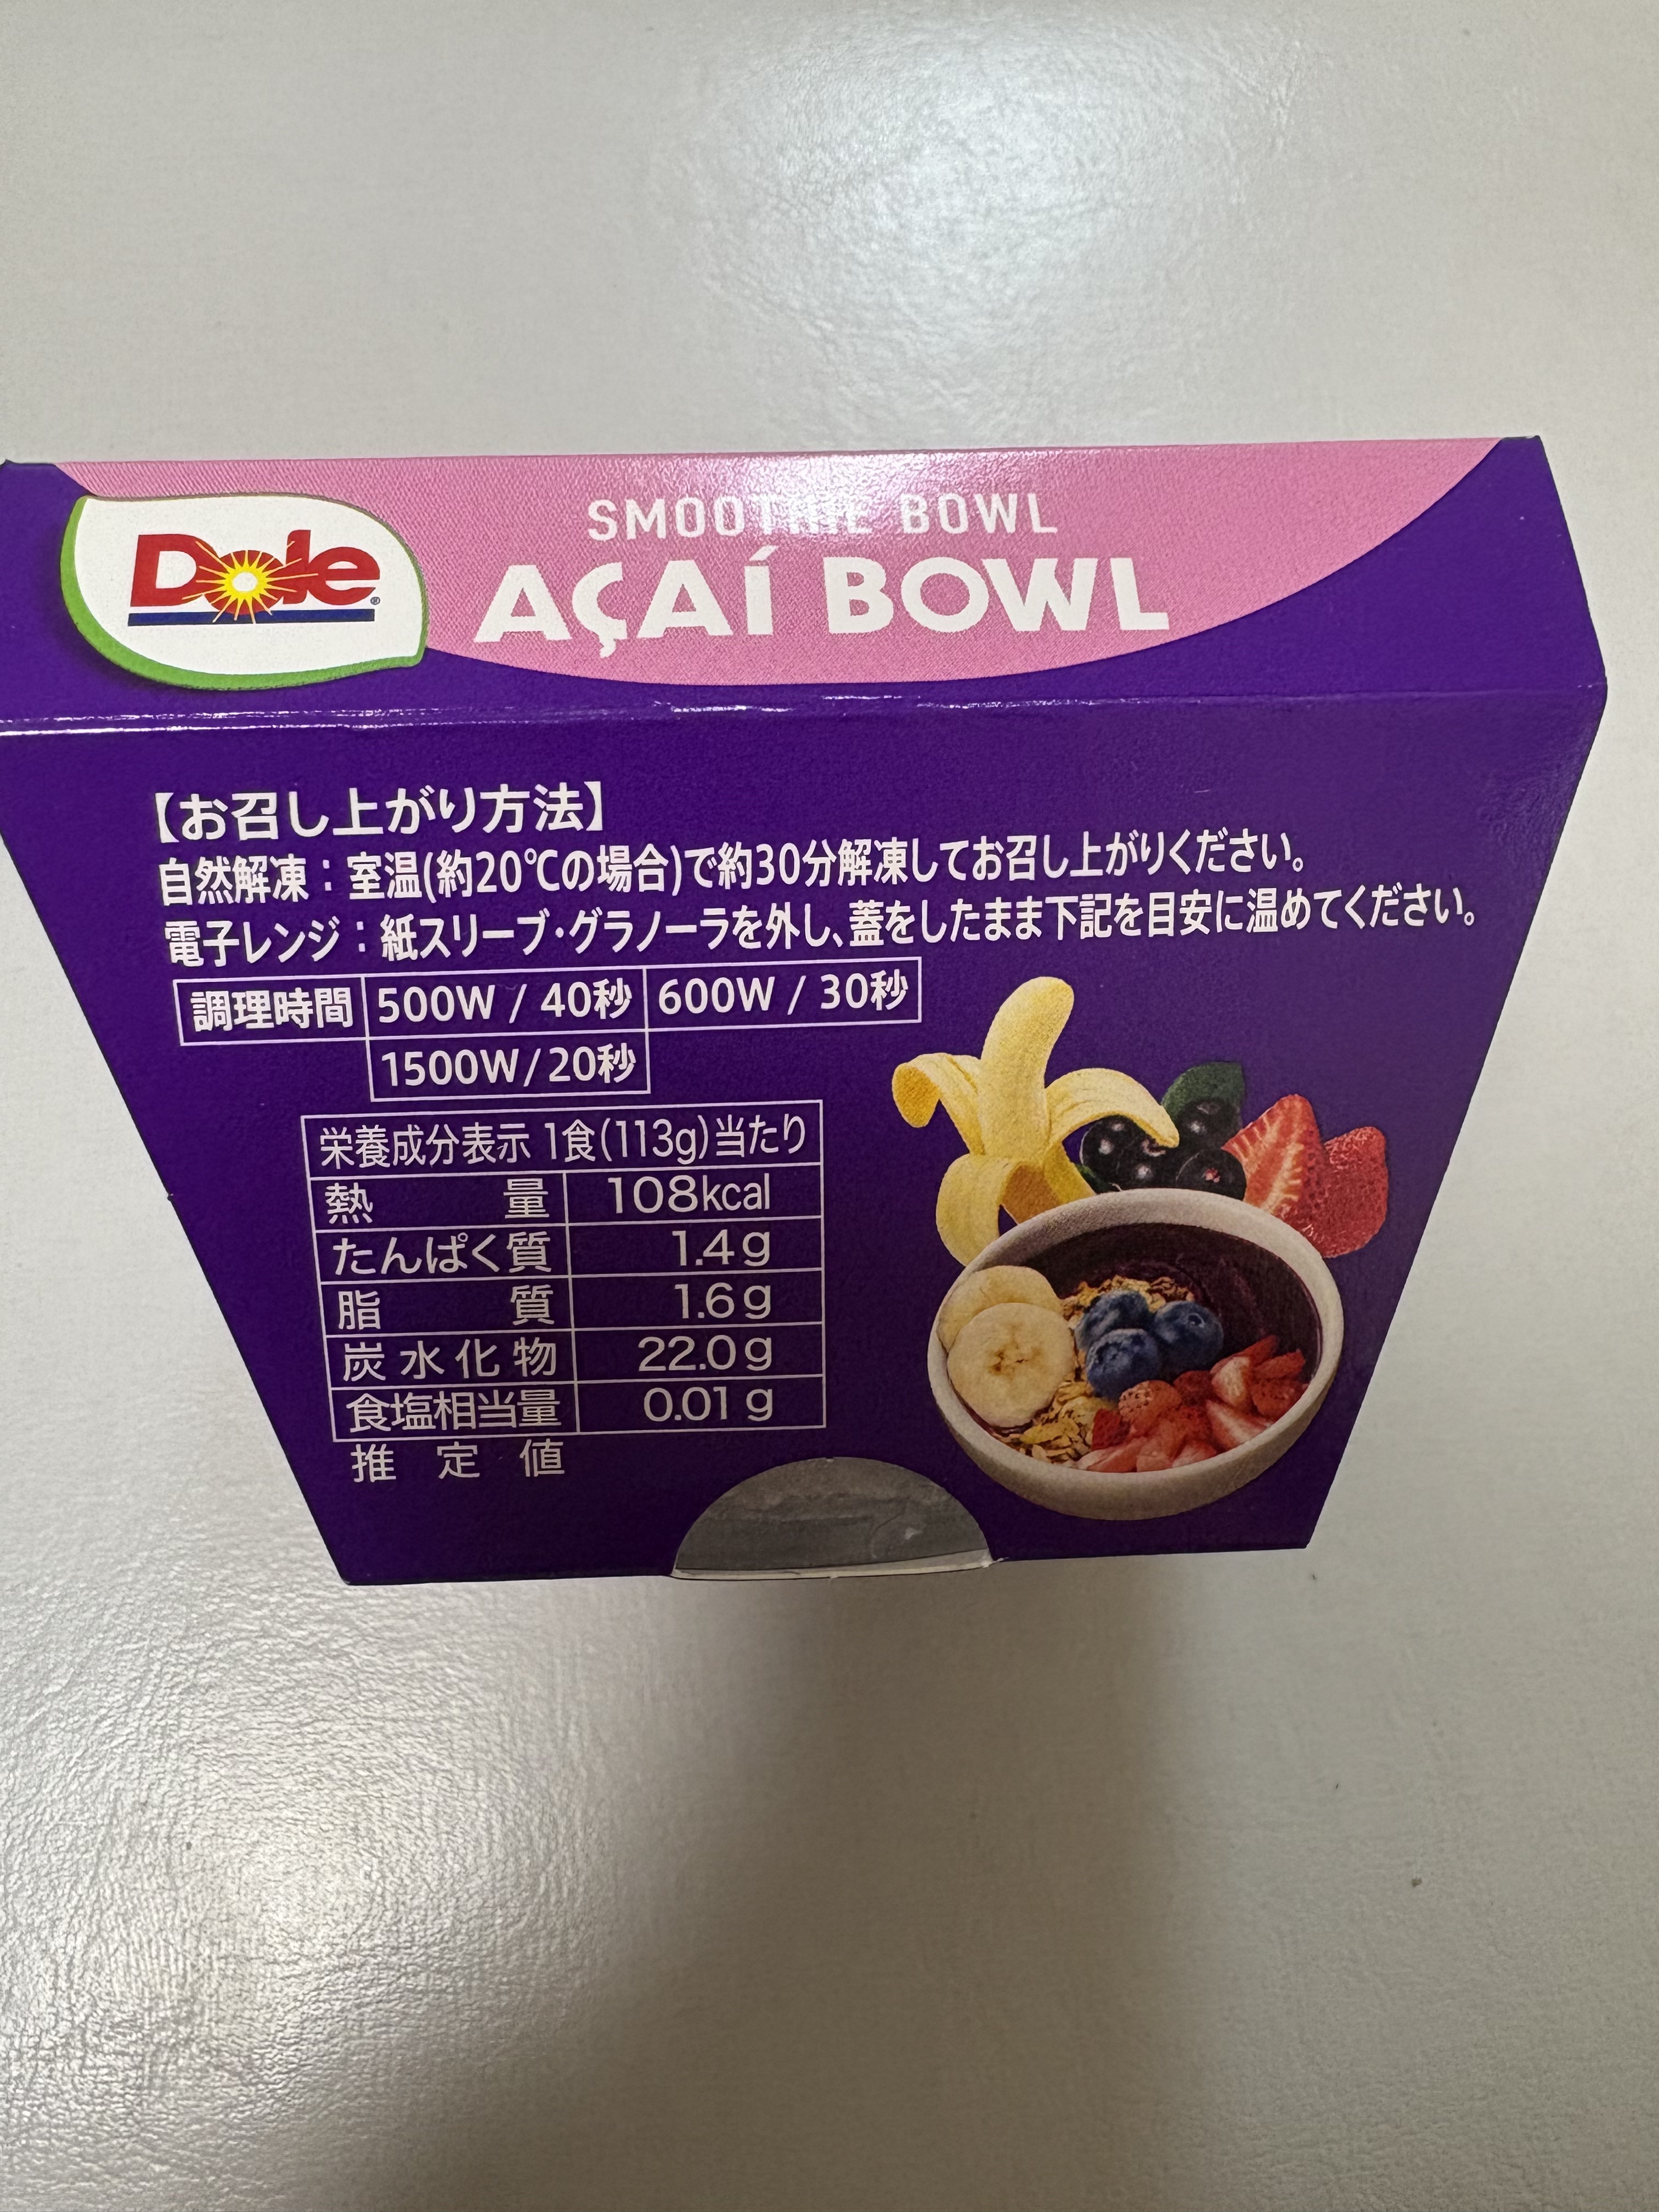 Dole
SMOOTHIE BOWL
AÇAÍ BOWL
【お召し上がり方法】
自然解凍：室温(約20℃の場合)で約30分解凍してお召し上がりください。
電子レンジ：紙スリーブ・グラノーラを外し、蓋をしたまま下記を目安に温めてください。
調理時間 500W / 40秒 600W / 30秒
1500W/20秒
栄養成分表示 1食(113g)当たり
熱量 108kcal
たんぱく質 1.4g
脂質 1.6g
炭水化物 22.0g
食塩相当量 0.01g
推定値